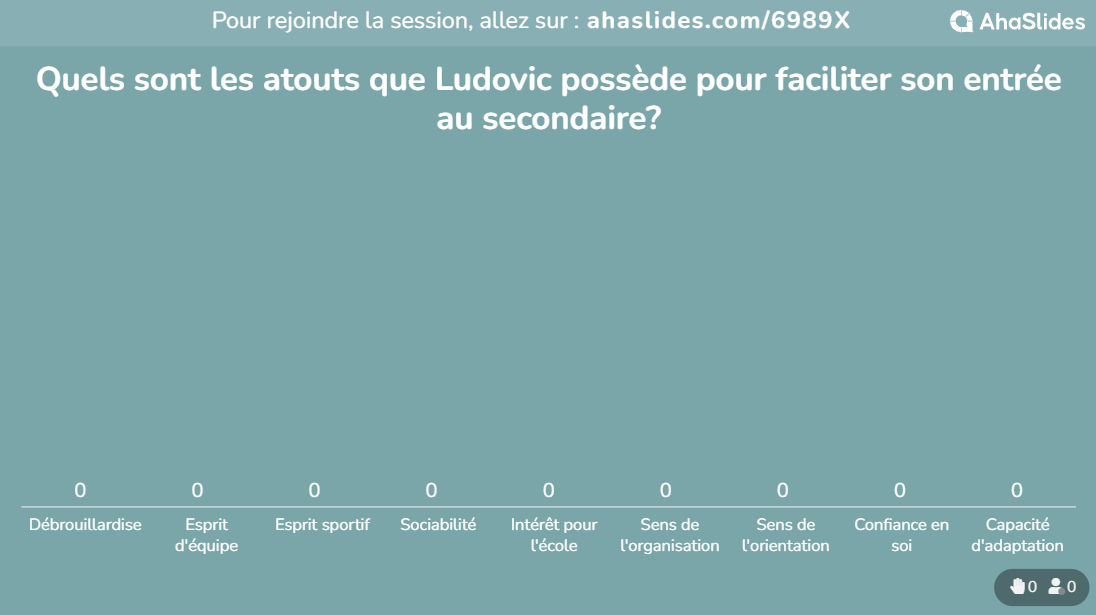 Pour rejoindre la session, allez sur : ahaslides.com/6989X
AhaSlides
Quels sont les atouts que Ludovic possède pour faciliter son entrée
au secondaire?
0 0 0 0 0 0 0 0 0
Débrouillardise
Esprit
d'équipe
Esprit sportif
Sociabilité
Intérêt pour
l'école
Sens de
l'organisation
Sens de
l'orientation
Confiance en
soi
Capacité
d'adaptation
0 0